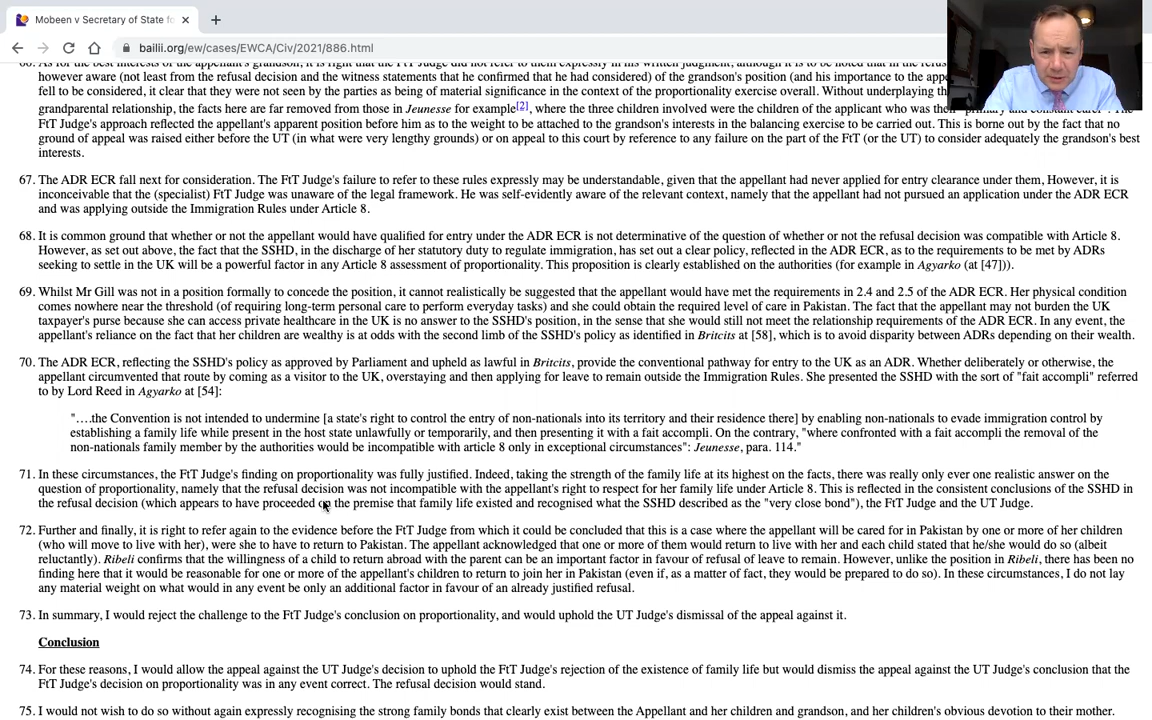 Mobeen v Secretary of State fo
bailii.org/ew/cases/EWCA/Civ/2021/886.html
66. As for the best interests of the appellant's grandson, it is right that the FtT Judge did not refer to them expressly in his written judgment, although it is to be noted that in the
however aware (not least from the refusal decision and the witness statements that he confirmed that he had considered) of the grandson's position (and his importance to the
fell to be considered, it clear that they were not seen by the parties as being of material significance in the context of the proportionality exercise overall. Without underplaying
grandparental relationship, the facts here are far removed from those in Jeunesse for example[2], where the three children involved were the children of the applicant who was
FtT Judge's approach reflected the appellant's apparent position before him as to the weight to be attached to the grandson's interests in the balancing exercise to be carried out. This is borne out by the fact that no
ground of appeal was raised either before the UT (in what were very lengthy grounds) or on appeal to this court by reference to any failure on the part of the FtT (or the UT) to consider adequately the grandson's best
interests.
67. The ADR ECR fall next for consideration. The FtT Judge's failure to refer to these rules expressly may be understandable, given that the appellant had never applied for entry clearance under them, However, it is
inconceivable that the (specialist) FtT Judge was unaware of the legal framework. He was self-evidently aware of the relevant context, namely that the appellant had not pursued an application under the ADR ECR
and was applying outside the Immigration Rules under Article 8.
68. It is common ground that whether or not the appellant would have qualified for entry under the ADR ECR is not determinative of the question of whether or not the refusal decision was compatible with Article 8.
However, as set out above, the fact that the SSHD, in the discharge of her statutory duty to regulate immigration, has set out a clear policy, reflected in the ADR ECR, as to the requirements to be met by ADRs
seeking to settle in the UK will be a powerful factor in any Article 8 assessment of proportionality. This proposition is clearly established on the authorities (for example in Agyarko (at [47])).
69. Whilst Mr Gill was not in a position formally to concede the position, it cannot realistically be suggested that the appellant would have met the requirements in 2.4 and 2.5 of the ADR ECR. Her physical condition
comes nowhere near the threshold (of requiring long-term personal care to perform everyday tasks) and she could obtain the required level of care in Pakistan. The fact that the appellant may not burden the UK
taxpayer's purse because she can access private healthcare in the UK is no answer to the SSHD's position, in the sense that she would still not meet the relationship requirements of the ADR ECR. In any event, the
appellant's reliance on the fact that her children are wealthy is at odds with the second limb of the SSHD's policy as identified in Britcits at [58], which is to avoid disparity between ADRs depending on their wealth.
70. The ADR ECR, reflecting the SSHD's policy as approved by Parliament and upheld as lawful in Britcits, provide the conventional pathway for entry to the UK as an ADR. Whether deliberately or otherwise, the
appellant circumvented that route by coming as a visitor to the UK, overstaying and then applying for leave to remain outside the Immigration Rules. She presented the SSHD with the sort of "fait accompli" referred
to by Lord Reed in Agyarko at [54]:
"….the Convention is not intended to undermine [a state's right to control the entry of non-nationals into its territory and their residence there] by enabling non-nationals to evade immigration control by
establishing a family life while present in the host state unlawfully or temporarily, and then presenting it with a fait accompli. On the contrary, "where confronted with a fait accompli the removal of the
non-nationals family member by the authorities would be incompatible with article 8 only in exceptional circumstances": Jeunesse, para. 114."
71. In these circumstances, the FtT Judge's finding on proportionality was fully justified. Indeed, taking the strength of the family life at its highest on the facts, there was really only ever one realistic answer on the
question of proportionality, namely that the refusal decision was not incompatible with the appellant's right to respect for her family life under Article 8. This is reflected in the consistent conclusions of the SSHD in
the refusal decision (which appears to have proceeded on the premise that family life existed and recognised what the SSHD described as the "very close bond"), the FtT Judge and the UT Judge.
72. Further and finally, it is right to refer again to the evidence before the FtT Judge from which it could be concluded that this is a case where the appellant will be cared for in Pakistan by one or more of her children
(who will move to live with her), were she to have to return to Pakistan. The appellant acknowledged that one or more of them would return to live with her and each child stated that he/she would do so (albeit
reluctantly). Ribeli confirms that the willingness of a child to return abroad with the parent can be an important factor in favour of refusal of leave to remain. However, unlike the position in Ribeli, there has been no
finding here that it would be reasonable for one or more of the appellant's children to return to join her in Pakistan (even if, as a matter of fact, they would be prepared to do so). In these circumstances, I do not lay
any material weight on what would in any event be only an additional factor in favour of an already justified refusal.
73. In summary, I would reject the challenge to the FtT Judge's conclusion on proportionality, and would uphold the UT Judge's dismissal of the appeal against it.
Conclusion
74. For these reasons, I would allow the appeal against the UT Judge's decision to uphold the FtT Judge's rejection of the existence of family life but would dismiss the appeal against the UT Judge's conclusion that the
FtT Judge's decision on proportionality was in any event correct. The refusal decision would stand.
75. I would not wish to do so without again expressly recognising the strong family bonds that clearly exist between the Appellant and her children and grandson, and her children's obvious devotion to their mother.